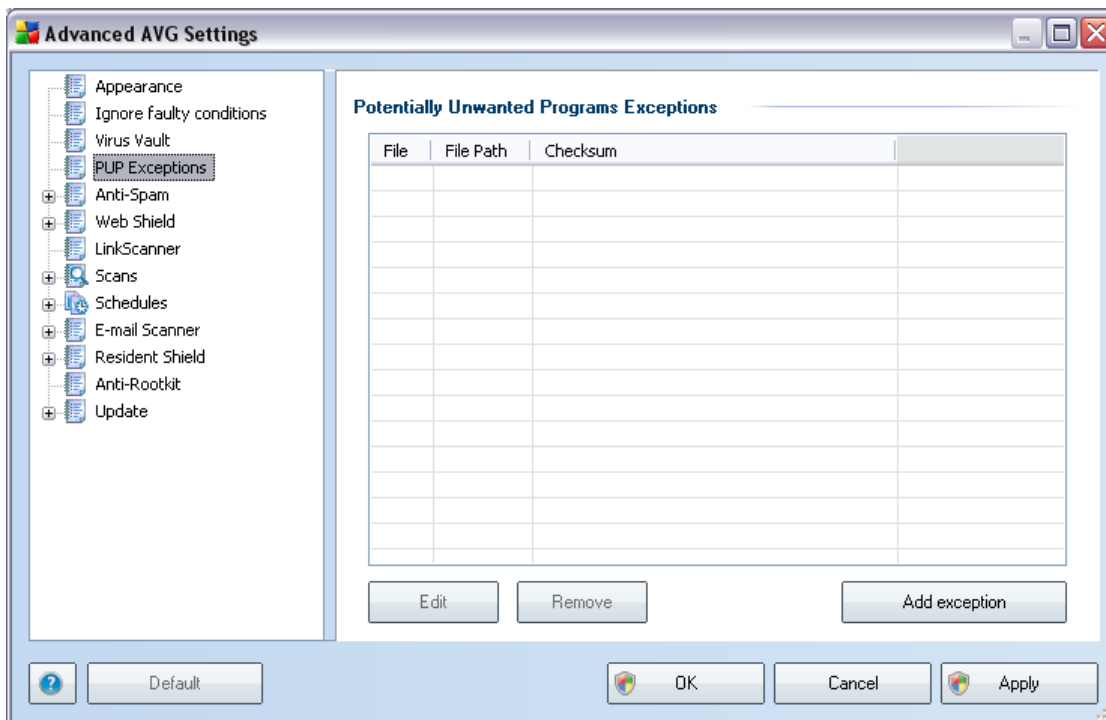 Advanced AVG Settings
Appearance
Ignore faulty conditions
Virus Vault
PUP Exceptions
Anti-Spam
Web Shield
LinkScanner
Scans
Schedules
E-mail Scanner
Resident Shield
Anti-Rootkit
Update
Potentially Unwanted Programs Exceptions
File File Path Checksum
Edit Remove Add exception
Default OK Cancel Apply